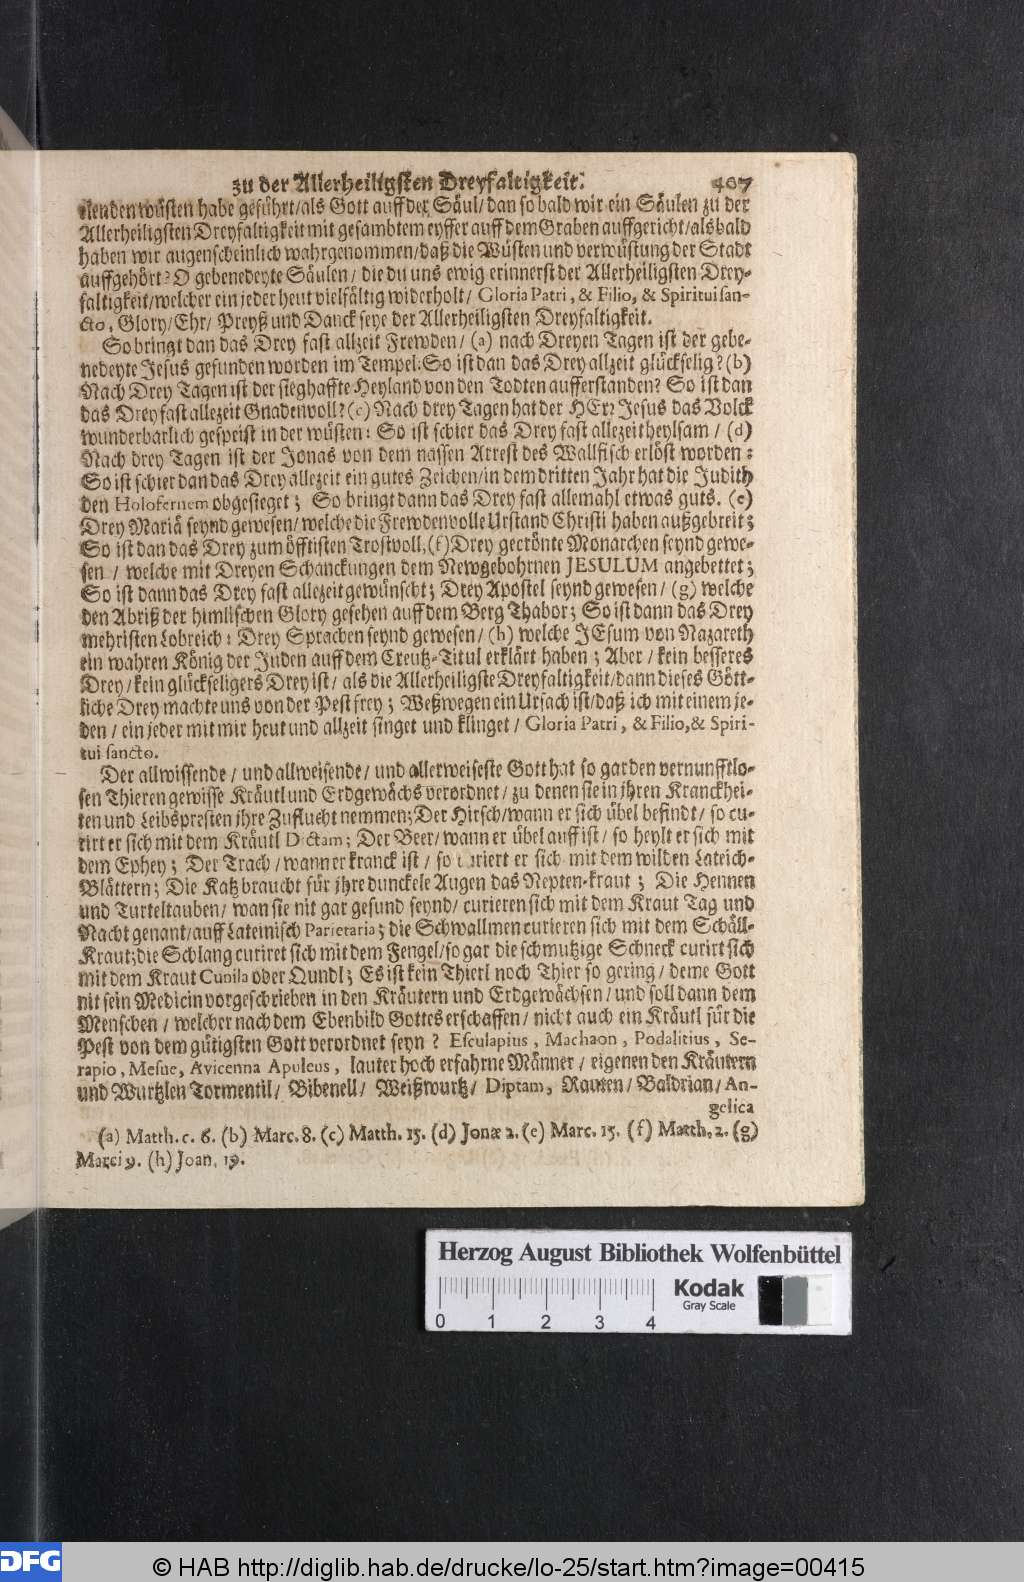 zu der Allerheiligsten Dreyfaltigkeit. 407
nenden wüsten habe geführt/als Gott auff der Säul/ dan so bald wir ein Säulen zu der
Allerheiligsten Dreyfaltigkeit mit gesambtem eyffer auff dem Graben auffgericht/alsbald
haben wir augenscheinlich wahrgenommen/daß die Wüsten und verwüstung der Stadt
auffgehört? O gebenedeyte Säulen/ die du uns ewig erinnerst der Allerheiligsten Drey-
faltigkeit/welcher ein jeder heut vielfältig widerholt/ Gloria Patri, & Filio, & Spiritui san-
cto, Glory/Ehr/ Preyß und Danck seye der Allerheiligsten Dreyfaltigkeit.
So bringt dan das Drey fast allzeit Frewden/ (a) nach Dreyen Tagen ist der gebe-
nedeyte Jesus gefunden worden im Tempel: So ist dan das Drey allzeit glückselig? (b)
Nach Drey Tagen ist der sieghaffte Heyland von den Todten aufferstanden? So ist dan
das Drey fast allezeit Gnadenvoll? (c) Nach drey Tagen hat der HErr Jesus das Volck
wunderbarlich gespeist in der wüsten: So ist schier das Drey fast allezeit heylsam/ (d)
Nach drey Tagen ist der Jonas von dem nassen Arrest des Wallfisch erlöst worden:
So ist schier dan das Drey allezeit ein gutes Zeichen/in dem dritten Jahr hat die Judith
den Holofernem obgesieget; So bringt dann das Drey fast allemahl etwas guts. (e)
Drey Mariä seynd gewesen/welche die Frewdenvolle Urständ Christi haben außgebreit;
So ist dan das Drey zum öfftisten Trostvoll, (f) Drey gecrönte Monarchen seynd gewe-
sen / welche mit Dreyen Schanckungen dem Newgebohrnen JESULUM angebettet;
So ist dann das Drey fast allezeit gewünscht; Drey Apostel seynd gewesen/ (g) welche
den Abriß der himlischen Glory gesehen auff dem Berg Thabor; So ist dann das Drey
mehristen Lobreich: Drey Sprachen seynd gewesen/ (h) welche JEsum von Nazareth
ein wahren König der Juden auff dem Creutz-Titul erklärt haben; Aber/ kein besseres
Drey/kein glückseligers Drey ist/ als die Allerheiligste Dreyfaltigkeit/dann dieses Gött-
liche Drey machte uns von der Pest frey; Weßwegen ein Ursach ist/daß ich mit einem je-
den / ein jeder mit mir heut und allzeit singet und klinget / Gloria Patri, & Filio, & Spiri-
tui sancto.
Der allwissende/ und allweisende/ und allerweiseste Gott hat so gar den vernunfftlo-
sen Thieren gewisse Kräutl und Erdgewächs verordnet/ zu denen sie in jhren Kranckhei-
ten und Leibspresten jhre Zuflucht nemmen; Der Hirsch/wann er sich übel befindt/ so cu-
rirt er sich mit dem Kräutl Dictam; Der Beer/wann er übel auff ist/ so heylt er sich mit
dem Ephey; Der Trach/wann er kranck ist / so curiert er sich mit dem wilden Lateich-
Blättern; Die Katz braucht für jhre dunckele Augen das Nepten-kraut; Die Hennen
und Turteltauben/ wan sie nit gar gesund seynd/ curieren sich mit dem Kraut Tag und
Nacht genant/auff Lateinisch Parietaria; die Schwallmen curieren sich mit dem Schäll-
Kraut; die Schlang curiret sich mit dem Fengel/so gar die schmutzige Schneck curirt sich
mit dem Kraut Cunila oder Qundl; Es ist kein Thierl noch Thier so gering/ deme Gott
nit sein Medicin vorgeschrieben in den Kräutern und Erdgewächsen/ und soll dann dem
Menschen / welcher nach dem Ebenbild Gottes erschaffen/ nicht auch ein Kräutl für die
Pest von dem gütigsten Gott verordnet seyn? Esculapius, Machaon, Podalitius, Se-
rapio, Mesue, Avicenna Apuleus, lauter hoch erfahrne Männer / eigenen den Kräutern
und Wurtzlen Tormentil/ Bibenell/ Weißwurtz/ Diptam, Rauten/ Baldrian/ An-
gelica
(a) Matth. c. 6. (b) Marc. 8. (c) Matth. 15. (d) Jonæ 2. (e) Marc. 15. (f) Matth. 2. (g)
Marci 9. (h) Joan. 19.
Herzog August Bibliothek Wolfenbüttel
Kodak
Gray Scale
0 1 2 3 4
DFG © HAB http://diglib.hab.de/drucke/lo-25/start.htm?image=00415